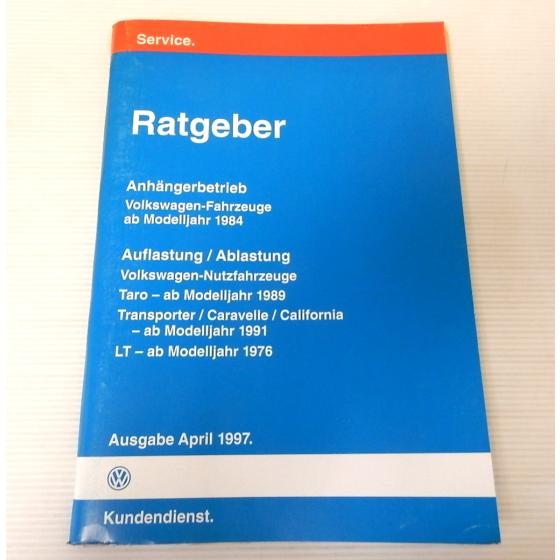 Service.
Ratgeber
Anhängerbetrieb
Volkswagen-Fahrzeuge
ab Modelljahr 1984
Auflastung / Ablastung
Volkswagen-Nutzfahrzeuge
Taro – ab Modelljahr 1989
Transporter / Caravelle / California
– ab Modelljahr 1991
LT – ab Modelljahr 1976
Ausgabe April 1997.
VW
Kundendienst.